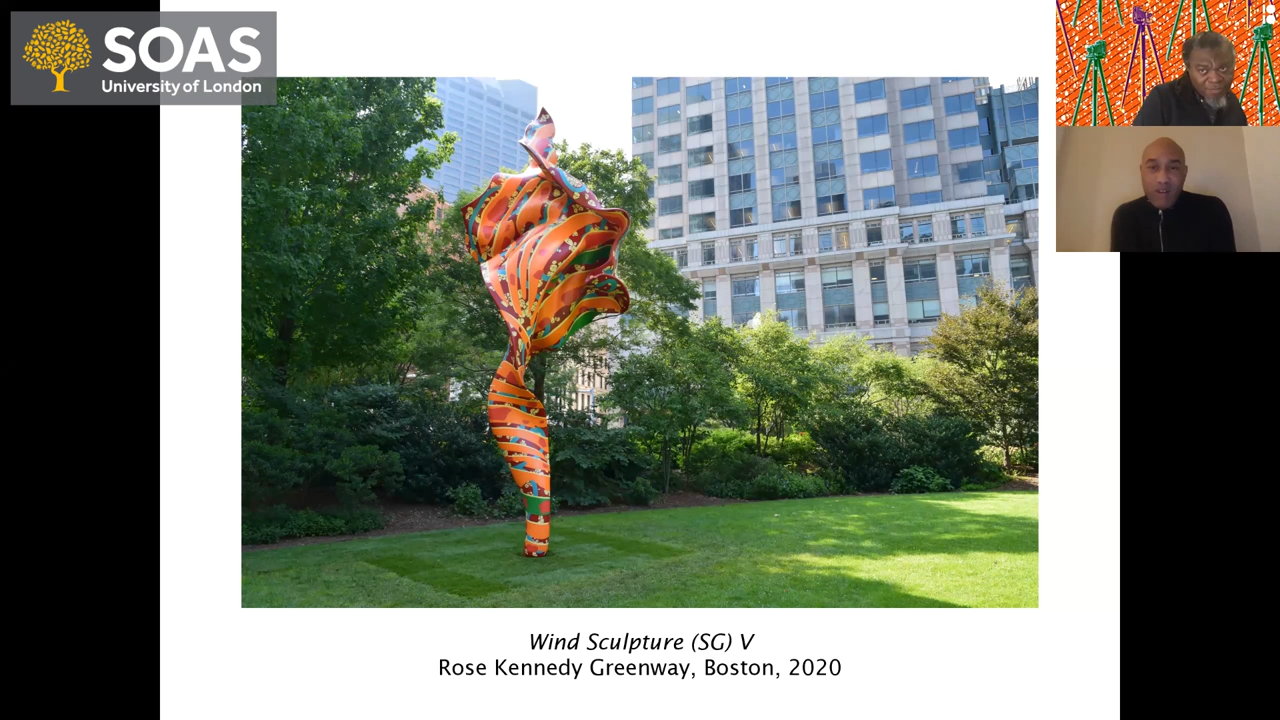 SOAS
University of London
Wind Sculpture (SG) V
Rose Kennedy Greenway, Boston, 2020